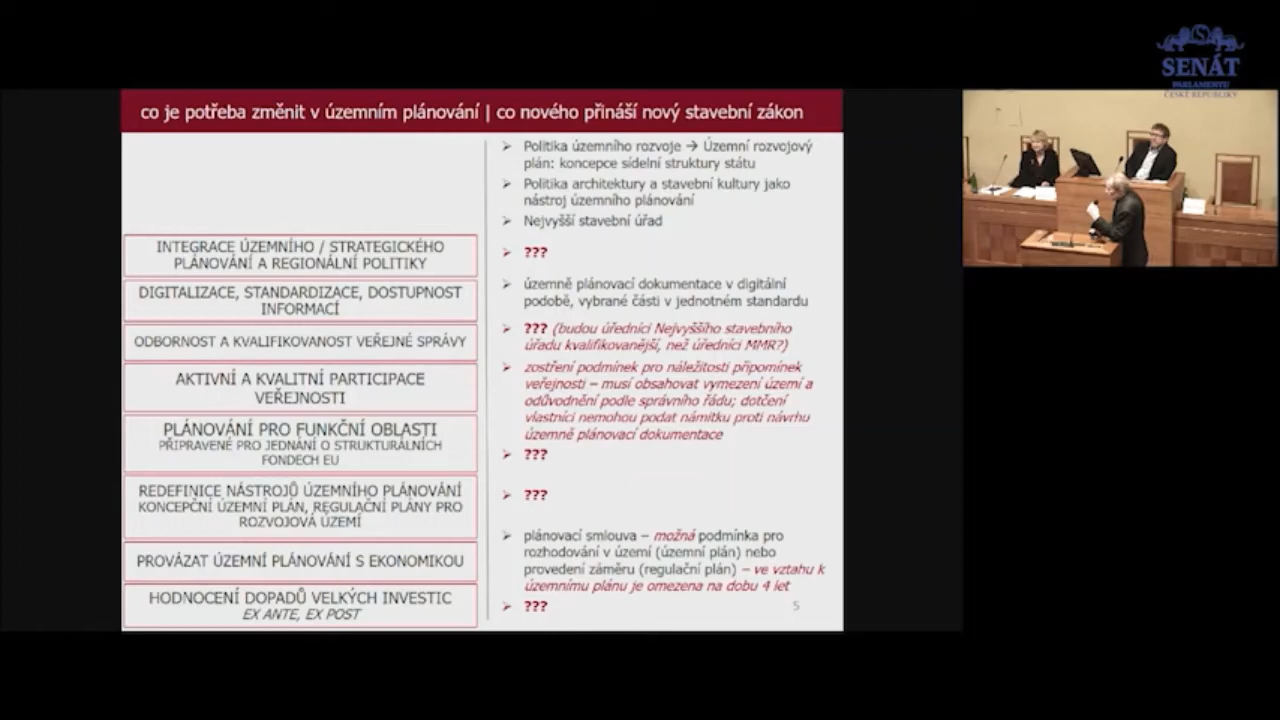 SENÁT
PARLAMENTU
ČESKÉ REPUBLIKY
co je potřeba změnit v územním plánování | co nového přináší nový stavební zákon
➢ Politika územního rozvoje → Územní rozvojový
plán: koncepce sídelní struktury státu
➢ Politika architektury a stavební kultury jako
nástroj územního plánování
➢ Nejvyšší stavební úřad
INTEGRACE ÚZEMNÍHO / STRATEGICKÉHO
PLÁNOVÁNÍ A REGIONÁLNÍ POLITIKY
➢ ???
DIGITALIZACE, STANDARDIZACE, DOSTUPNOST
INFORMACÍ
➢ územně plánovací dokumentace v digitální
podobě, vybrané části v jednotném standardu
ODBORNOST A KVALIFIKOVANOST VEŘEJNÉ SPRÁVY
➢ ??? (budou úředníci Nejvyššího stavebního
úřadu kvalifikovanější, než úředníci MMR?)
AKTIVNÍ A KVALITNÍ PARTICIPACE
VEŘEJNOSTI
➢ zostření podmínek pro náležitosti připomínek
veřejnosti – musí obsahovat vymezení území a
odůvodnění podle správního řádu; dotčení
vlastníci nemohou podat námitku proti návrhu
územně plánovací dokumentace
PLÁNOVÁNÍ PRO FUNKČNÍ OBLASTI
PŘIPRAVENÉ PRO JEDNÁNÍ O STRUKTURÁLNÍCH
FONDECH EU
➢ ???
REDEFINICE NÁSTROJŮ ÚZEMNÍHO PLÁNOVÁNÍ
KONCEPČNÍ ÚZEMNÍ PLÁN, REGULAČNÍ PLÁNY PRO
ROZVOJOVÁ ÚZEMÍ
➢ ???
PROVÁZAT ÚZEMNÍ PLÁNOVÁNÍ S EKONOMIKOU
➢ plánovací smlouva – možná podmínka pro
rozhodování v území (územní plán) nebo
provedení záměru (regulační plán) – ve vztahu k
územnímu plánu je omezena na dobu 4 let
HODNOCENÍ DOPADŮ VELKÝCH INVESTIC
EX ANTE, EX POST
➢ ???
5